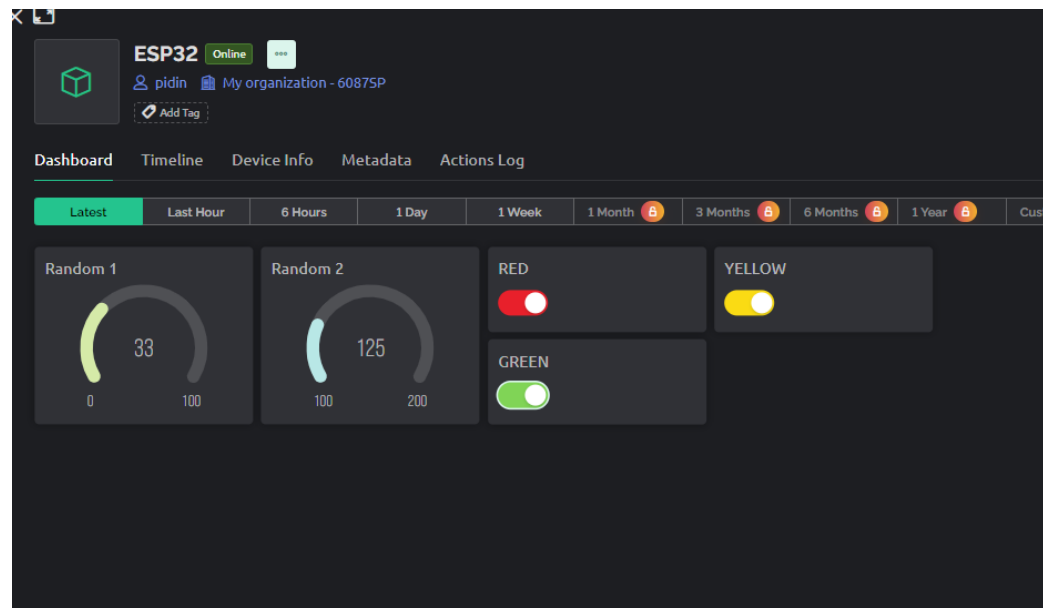 ESP32 Online
pidin My organization - 6087SP
Add Tag
Dashboard Timeline Device Info Metadata Actions Log
Latest Last Hour 6 Hours 1 Day 1 Week 1 Month 3 Months 6 Months 1 Year Cus
Random 1 Random 2 RED YELLOW
33 125
GREEN
0 100 100 200